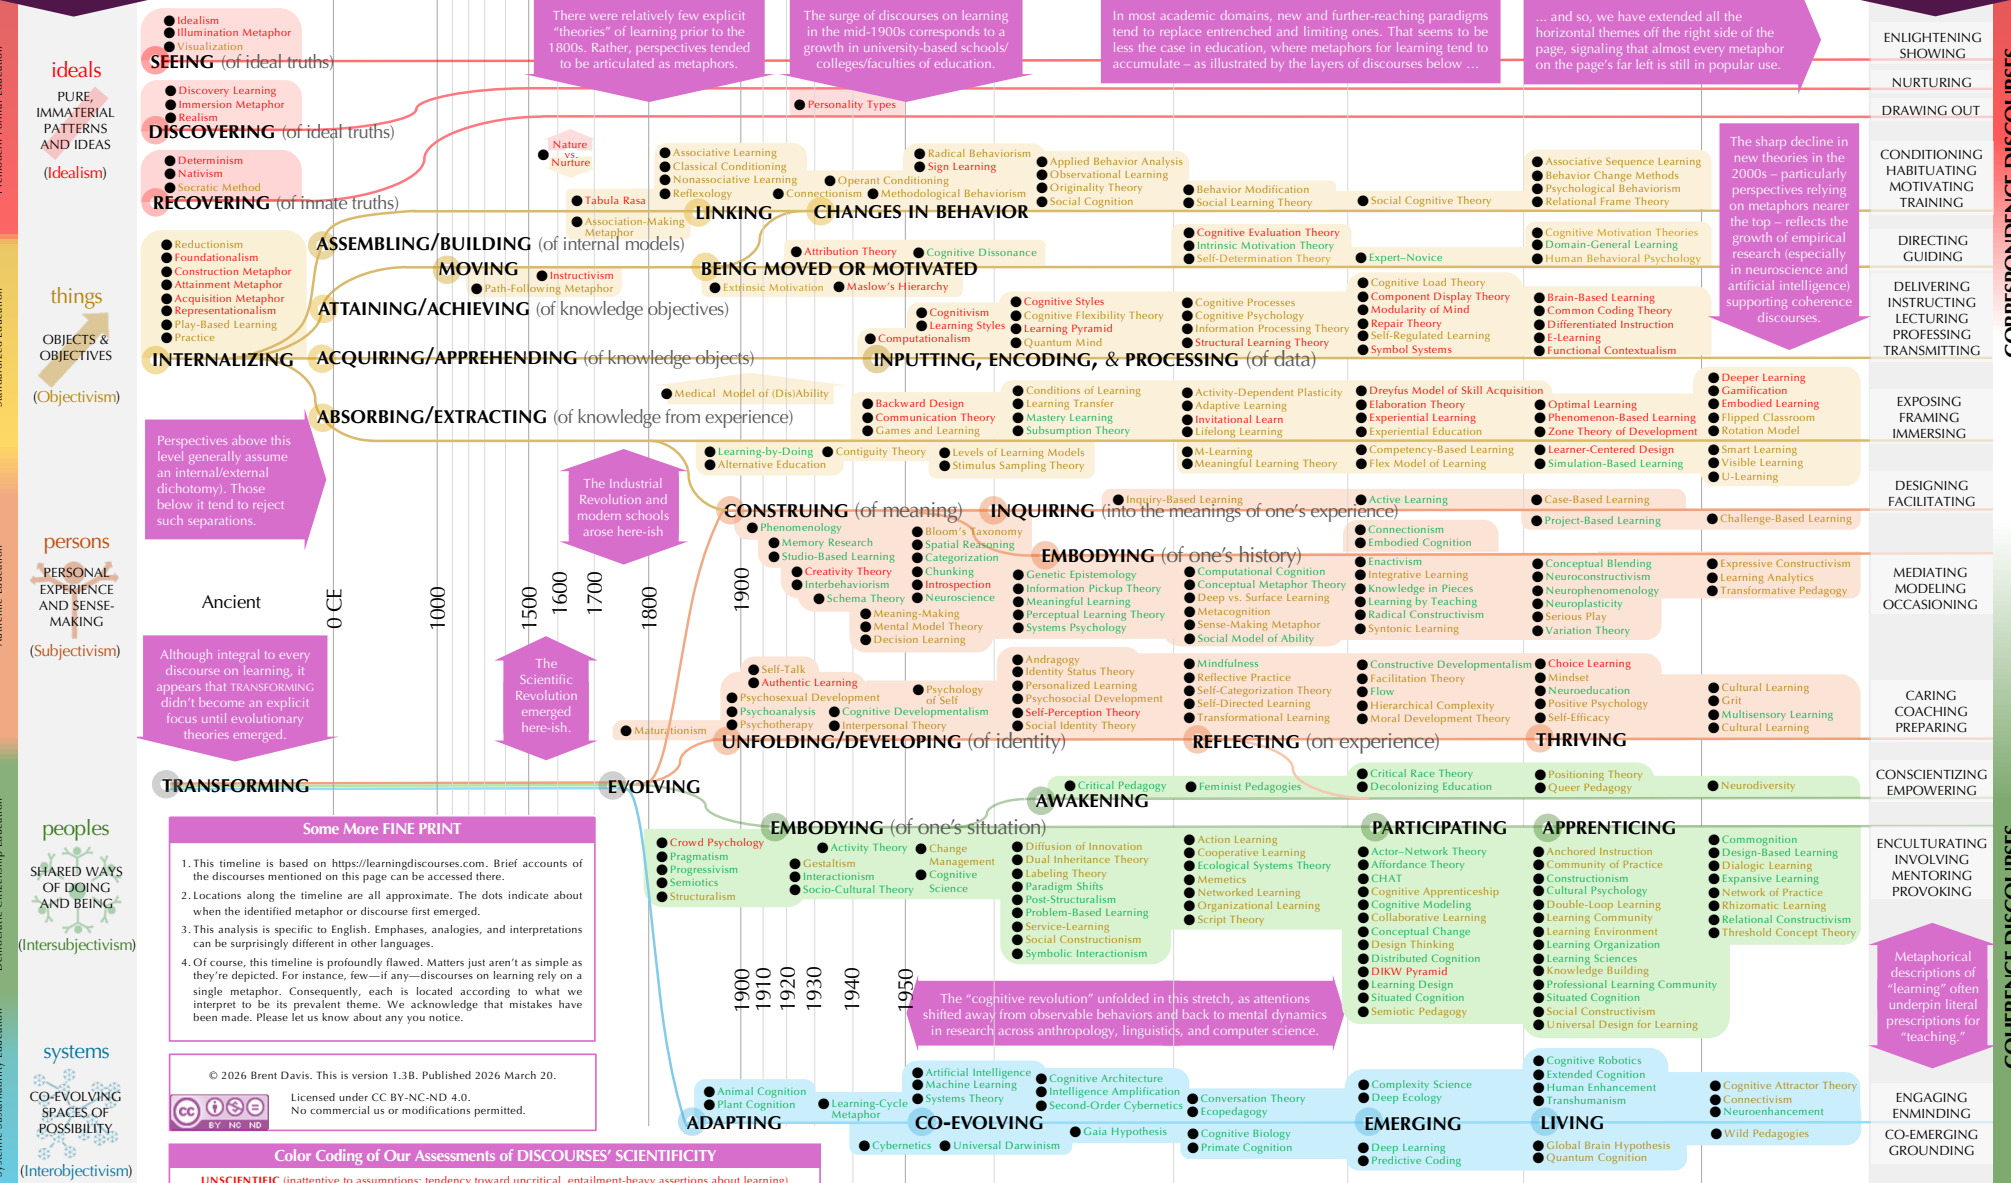 There were relatively few explicit
"theories" of learning prior to the
1800s. Rather, perspectives tended
to be articulated as metaphors.
The surge of discourses on learning
in the mid-1900s corresponds to a
growth in university-based schools/
colleges/faculties of education.
In most academic domains, new and further-reaching paradigms
tend to replace entrenched and limiting ones. That seems to be
less the case in education, where metaphors for learning tend to
accumulate – as illustrated by the layers of discourses below ...
... and so, we have extended all the
horizontal themes off the right side of the
page, signaling that almost every metaphor
on the page's far left is still in popular use.
ideals
PURE,
IMMATERIAL
PATTERNS
AND IDEAS
(Idealism)
Idealism
Illumination Metaphor
Visualization
SEEING (of ideal truths)
Discovery Learning
Immersion Metaphor
Realism
DISCOVERING (of ideal truths)
Determinism
Nativism
Socratic Method
RECOVERING (of innate truths)
Personality Types
Nature
vs.
Nurture
ENLIGHTENING
SHOWING
NURTURING
DRAWING OUT
things
OBJECTS &
OBJECTIVES
(Objectivism)
Reductionism
Foundationalism
Construction Metaphor
Attainment Metaphor
Acquisition Metaphor
Representationalism
Play-Based Learning
Practice
INTERNALIZING
Tabula Rasa
Association-Making
Metaphor
ASSEMBLING/BUILDING (of internal models)
Associative Learning
Classical Conditioning
Nonassociative Learning
Reflexology
LINKING
Radical Behaviorism
Sign Learning
Operant Conditioning
Connectionism
Methodological Behaviorism
CHANGES IN BEHAVIOR
Applied Behavior Analysis
Observational Learning
Originality Theory
Social Cognition
Behavior Modification
Social Learning Theory
Social Cognitive Theory
Associative Sequence Learning
Behavior Change Methods
Psychological Behaviorism
Relational Frame Theory
CONDITIONING
HABITUATING
MOTIVATING
TRAINING
The sharp decline in
new theories in the
2000s – particularly
perspectives relying
on metaphors nearer
the top – reflects the
growth of empirical
research (especially
in neuroscience and
artificial intelligence)
supporting coherence
discourses.
MOVING
Instructivism
Path-Following Metaphor
Attribution Theory
Cognitive Dissonance
BEING MOVED OR MOTIVATED
Extrinsic Motivation
Maslow's Hierarchy
Cognitive Evaluation Theory
Intrinsic Motivation Theory
Self-Determination Theory
Expert–Novice
Cognitive Motivation Theories
Domain-General Learning
Human Behavioral Psychology
DIRECTING
GUIDING
ATTAINING/ACHIEVING (of knowledge objectives)
ACQUIRING/APPREHENDING (of knowledge objects)
Cognitivism
Learning Styles
Computationalism
Cognitive Styles
Cognitive Flexibility Theory
Learning Pyramid
Quantum Mind
Cognitive Processes
Cognitive Psychology
Information Processing Theory
Structural Learning Theory
Cognitive Load Theory
Component Display Theory
Modularity of Mind
Repair Theory
Self-Regulated Learning
Symbol Systems
Brain-Based Learning
Common Coding Theory
Differentiated Instruction
E-Learning
Functional Contextualism
INPUTTING, ENCODING, & PROCESSING (of data)
DELIVERING
INSTRUCTING
LECTURING
PROFESSING
TRANSMITTING
ABSORBING/EXTRACTING (of knowledge from experience)
Medical Model of (Dis)Ability
Backward Design
Communication Theory
Games and Learning
Conditions of Learning
Learning Transfer
Mastery Learning
Subsumption Theory
Activity-Dependent Plasticity
Adaptive Learning
Invitational Learn
Lifelong Learning
Dreyfus Model of Skill Acquisition
Elaboration Theory
Experiential Learning
Experiential Education
Optimal Learning
Phenomenon-Based Learning
Zone Theory of Development
Deeper Learning
Gamification
Embodied Learning
Flipped Classroom
Rotation Model
Learning-by-Doing
Alternative Education
Contiguity Theory
Levels of Learning Models
Stimulus Sampling Theory
M-Learning
Meaningful Learning Theory
Competency-Based Learning
Flex Model of Learning
Learner-Centered Design
Simulation-Based Learning
Smart Learning
Visible Learning
U-Learning
EXPOSING
FRAMING
IMMERSING
Perspectives above this
level generally assume
an internal/external
dichotomy). Those
below it tend to reject
such separations.
The Industrial
Revolution and
modern schools
arose here-ish
persons
PERSONAL
EXPERIENCE
AND SENSE-
MAKING
(Subjectivism)
Ancient
0 CE
1000
1500
1600
1700
1800
1900
CONSTRUING (of meaning)
INQUIRING (into the meanings of one's experience)
Inquiry-Based Learning
Active Learning
Case-Based Learning
Project-Based Learning
Challenge-Based Learning
DESIGNING
FACILITATING
Phenomenology
Memory Research
Studio-Based Learning
Creativity Theory
Interbehaviorism
Schema Theory
Bloom's Taxonomy
Spatial Reasoning
Categorization
Chunking
Introspection
Neuroscience
Meaning-Making
Mental Model Theory
Decision Learning
EMBODYING (of one's history)
Genetic Epistemology
Information Pickup Theory
Meaningful Learning
Perceptual Learning Theory
Systems Psychology
Computational Cognition
Conceptual Metaphor Theory
Deep vs. Surface Learning
Metacognition
Sense-Making Metaphor
Social Model of Ability
Connectionism
Embodied Cognition
Enactivism
Integrative Learning
Knowledge in Pieces
Learning by Teaching
Radical Constructivism
Syntonic Learning
Conceptual Blending
Neuroconstructivism
Neurophenomenology
Neuroplasticity
Serious Play
Variation Theory
Expressive Constructivism
Learning Analytics
Transformative Pedagogy
MEDIATING
MODELING
OCCASIONING
Although integral to every
discourse on learning, it
appears that TRANSFORMING
didn't become an explicit
focus until evolutionary
theories emerged.
The
Scientific
Revolution
emerged
here-ish.
Maturationism
Self-Talk
Authentic Learning
Psychosexual Development
Psychoanalysis
Psychotherapy
Psychology
of Self
Cognitive Developmentalism
Interpersonal Theory
UNFOLDING/DEVELOPING (of identity)
Andragogy
Identity Status Theory
Personalized Learning
Psychosocial Development
Self-Perception Theory
Social Identity Theory
Mindfulness
Reflective Practice
Self-Categorization Theory
Self-Directed Learning
Transformational Learning
REFLECTING (on experience)
Constructive Developmentalism
Facilitation Theory
Flow
Hierarchical Complexity
Moral Development Theory
Choice Learning
Mindset
Neuroeducation
Positive Psychology
Self-Efficacy
THRIVING
Cultural Learning
Grit
Multisensory Learning
Cultural Learning
CARING
COACHING
PREPARING
TRANSFORMING
EVOLVING
peoples
SHARED WAYS
OF DOING
AND BEING
(Intersubjectivism)
Critical Pedagogy
AWAKENING
Feminist Pedagogies
Critical Race Theory
Decolonizing Education
Positioning Theory
Queer Pedagogy
Neurodiversity
CONSCIENTIZING
EMPOWERING
EMBODYING (of one's situation)
Crowd Psychology
Pragmatism
Progressivism
Semiotics
Structuralism
Activity Theory
Gestaltism
Interactionism
Socio-Cultural Theory
Change
Management
Cognitive
Science
Diffusion of Innovation
Dual Inheritance Theory
Labeling Theory
Paradigm Shifts
Post-Structuralism
Problem-Based Learning
Service-Learning
Social Constructionism
Symbolic Interactionism
Action Learning
Cooperative Learning
Ecological Systems Theory
Memetics
Networked Learning
Organizational Learning
Script Theory
PARTICIPATING
Actor–Network Theory
Affordance Theory
CHAT
Cognitive Apprenticeship
Cognitive Modeling
Collaborative Learning
Conceptual Change
Design Thinking
Distributed Cognition
DIKW Pyramid
Learning Design
Situated Cognition
Semiotic Pedagogy
APPRENTICING
Anchored Instruction
Community of Practice
Constructionism
Cultural Psychology
Double-Loop Learning
Learning Community
Learning Environment
Learning Organization
Learning Sciences
Knowledge Building
Professional Learning Community
Situated Cognition
Social Constructivism
Universal Design for Learning
Commognition
Design-Based Learning
Dialogic Learning
Expansive Learning
Network of Practice
Rhizomatic Learning
Relational Constructivism
Threshold Concept Theory
ENCULTURATING
INVOLVING
MENTORING
PROVOKING
Some More FINE PRINT
1. This timeline is based on https://learningdiscourses.com. Brief accounts of
the discourses mentioned on this page can be accessed there.
2. Locations along the timeline are all approximate. The dots indicate about
when the identified metaphor or discourse first emerged.
3. This analysis is specific to English. Emphases, analogies, and interpretations
can be surprisingly different in other languages.
4. Of course, this timeline is profoundly flawed. Matters just aren't as simple as
they're depicted. For instance, few—if any—discourses on learning rely on a
single metaphor. Consequently, each is located according to what we
interpret to be its prevalent theme. We acknowledge that mistakes have
been made. Please let us know about any you notice.
1900
1910
1920
1930
1940
1950
The "cognitive revolution" unfolded in this stretch, as attentions
shifted away from observable behaviors and back to mental dynamics
in research across anthropology, linguistics, and computer science.
Metaphorical
descriptions of
"learning" often
underpin literal
prescriptions for
"teaching."
systems
CO-EVOLVING
SPACES OF
POSSIBILITY
(Interobjectivism)
© 2026 Brent Davis. This is version 1.3B. Published 2026 March 20.
Licensed under CC BY-NC-ND 4.0.
No commercial us or modifications permitted.
cc
BY NC ND
Animal Cognition
Plant Cognition
ADAPTING
Learning-Cycle
Metaphor
Artificial Intelligence
Machine Learning
Systems Theory
CO-EVOLVING
Cybernetics
Universal Darwinism
Cognitive Architecture
Intelligence Amplification
Second-Order Cybernetics
Gaia Hypothesis
Conversation Theory
Ecopedagogy
Cognitive Biology
Primate Cognition
Complexity Science
Deep Ecology
EMERGING
Deep Learning
Predictive Coding
Cognitive Robotics
Extended Cognition
Human Enhancement
Transhumanism
LIVING
Global Brain Hypothesis
Quantum Cognition
Cognitive Attractor Theory
Connectivism
Neuroenhancement
Wild Pedagogies
ENGAGING
ENMINDING
CO-EMERGING
GROUNDING
Color Coding of Our Assessments of DISCOURSES' SCIENTIFICITY
UNSCIENTIFIC (inattentive to assumptions; tendency toward uncritical, entailment-heavy assertions about learning)